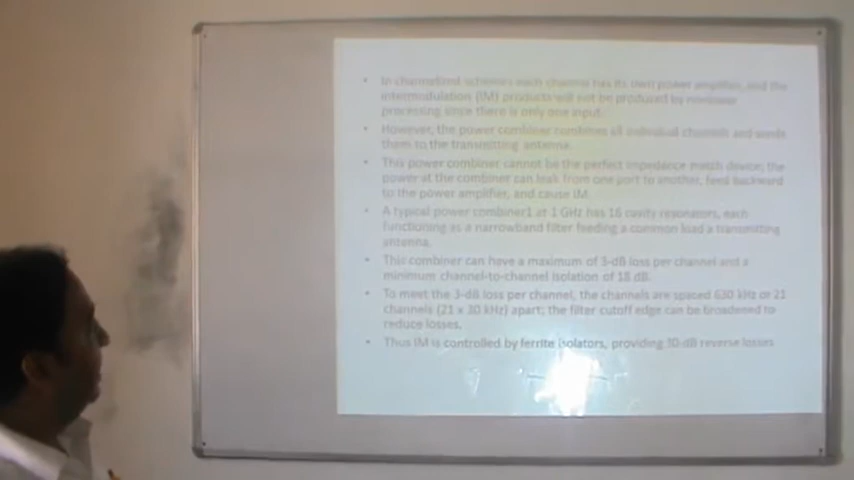 • In channelized schemes each channel has its own power amplifier, and the
intermodulation (IM) products will not be produced by nonlinear
processing since there is only one input.
• However, the power combiner combines all individual channels and sends
them to the transmitting antenna.
• This power combiner cannot be the perfect impedance match device; the
power at the combiner can leak from one port to another, feed backward
to the power amplifier, and cause IM.
• A typical power combiner1 at 1 GHz has 16 cavity resonators, each
functioning as a narrowband filter feeding a common load a transmitting
antenna.
• This combiner can have a maximum of 3-dB loss per channel and a
minimum channel-to-channel isolation of 18 dB.
• To meet the 3-dB loss per channel, the channels are spaced 630 kHz or 21
channels (21 x 30 kHz) apart; the filter cutoff edge can be broadened to
reduce losses.
• Thus IM is controlled by ferrite isolators, providing 30-dB reverse losses